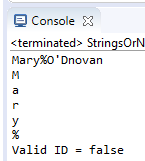 Console
<terminated> StringsOrN
Mary%O'Dnovan
M
a
r
y
%
Valid ID = false